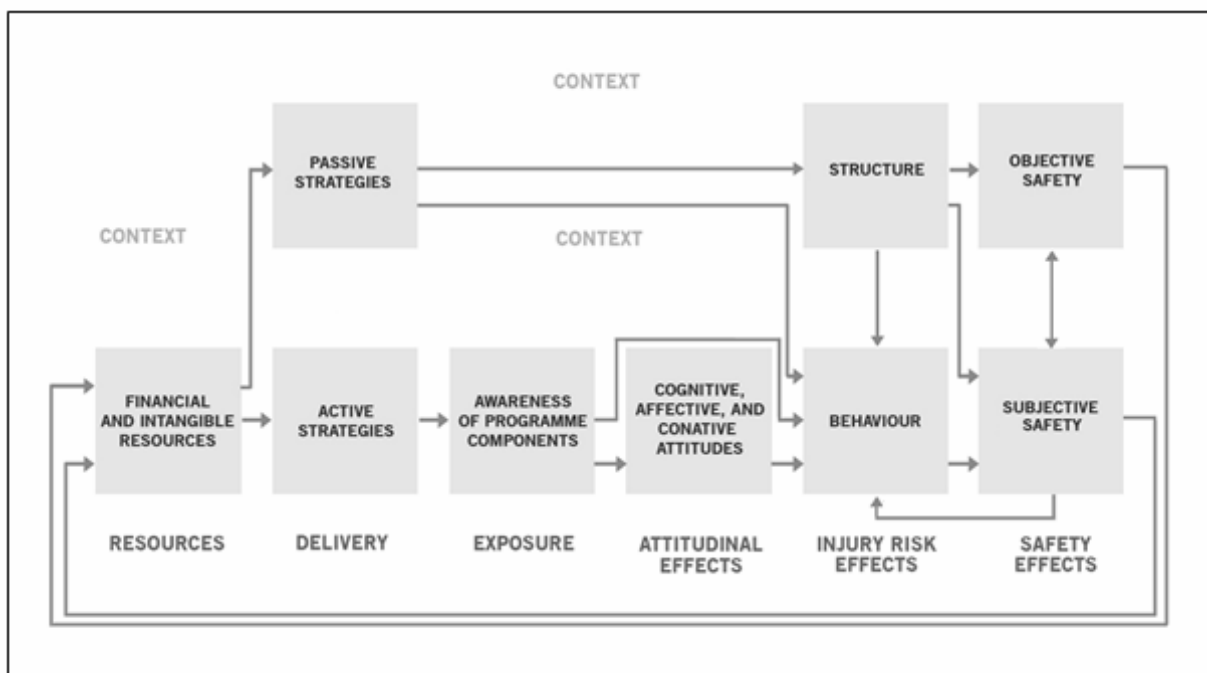 CONTEXT
PASSIVE
STRATEGIES
STRUCTURE
OBJECTIVE
SAFETY
CONTEXT
CONTEXT
FINANCIAL
AND INTANGIBLE
RESOURCES
ACTIVE
STRATEGIES
AWARENESS
OF PROGRAMME
COMPONENTS
COGNITIVE,
AFFECTIVE, AND
CONATIVE
ATTITUDES
BEHAVIOUR
SUBJECTIVE
SAFETY
RESOURCES
DELIVERY
EXPOSURE
ATTITUDINAL
EFFECTS
INJURY RISK
EFFECTS
SAFETY
EFFECTS